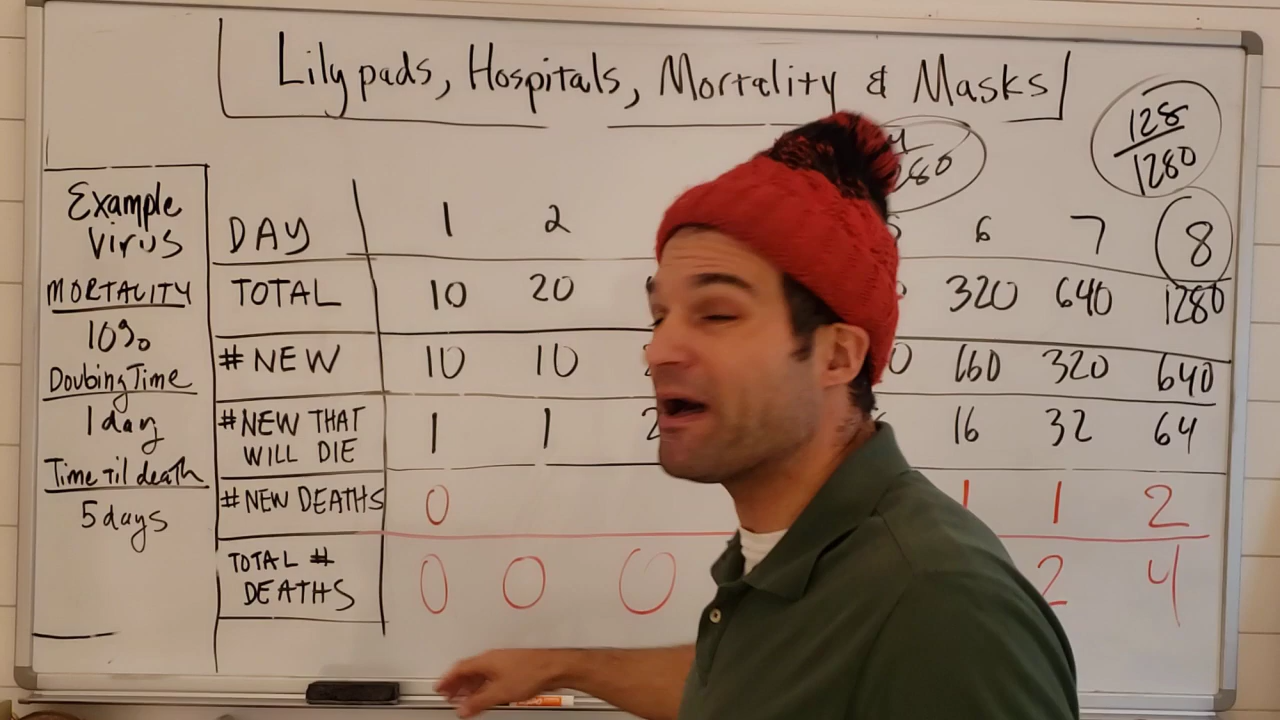 Lilypads, Hospitals, Mortality & Masks
128
1280
Example
Virus
MORTALITY
10%
DoubingTime
1 day
Time til death
5 days
DAY 1 2 6 7 8
TOTAL 10 20 320 640 1280
#NEW 10 10 160 320 640
#NEW THAT
WILL DIE 1 1 2 16 32 64
#NEW DEATHS 0 1 1 2
TOTAL #
DEATHS 0 0 0 2 4